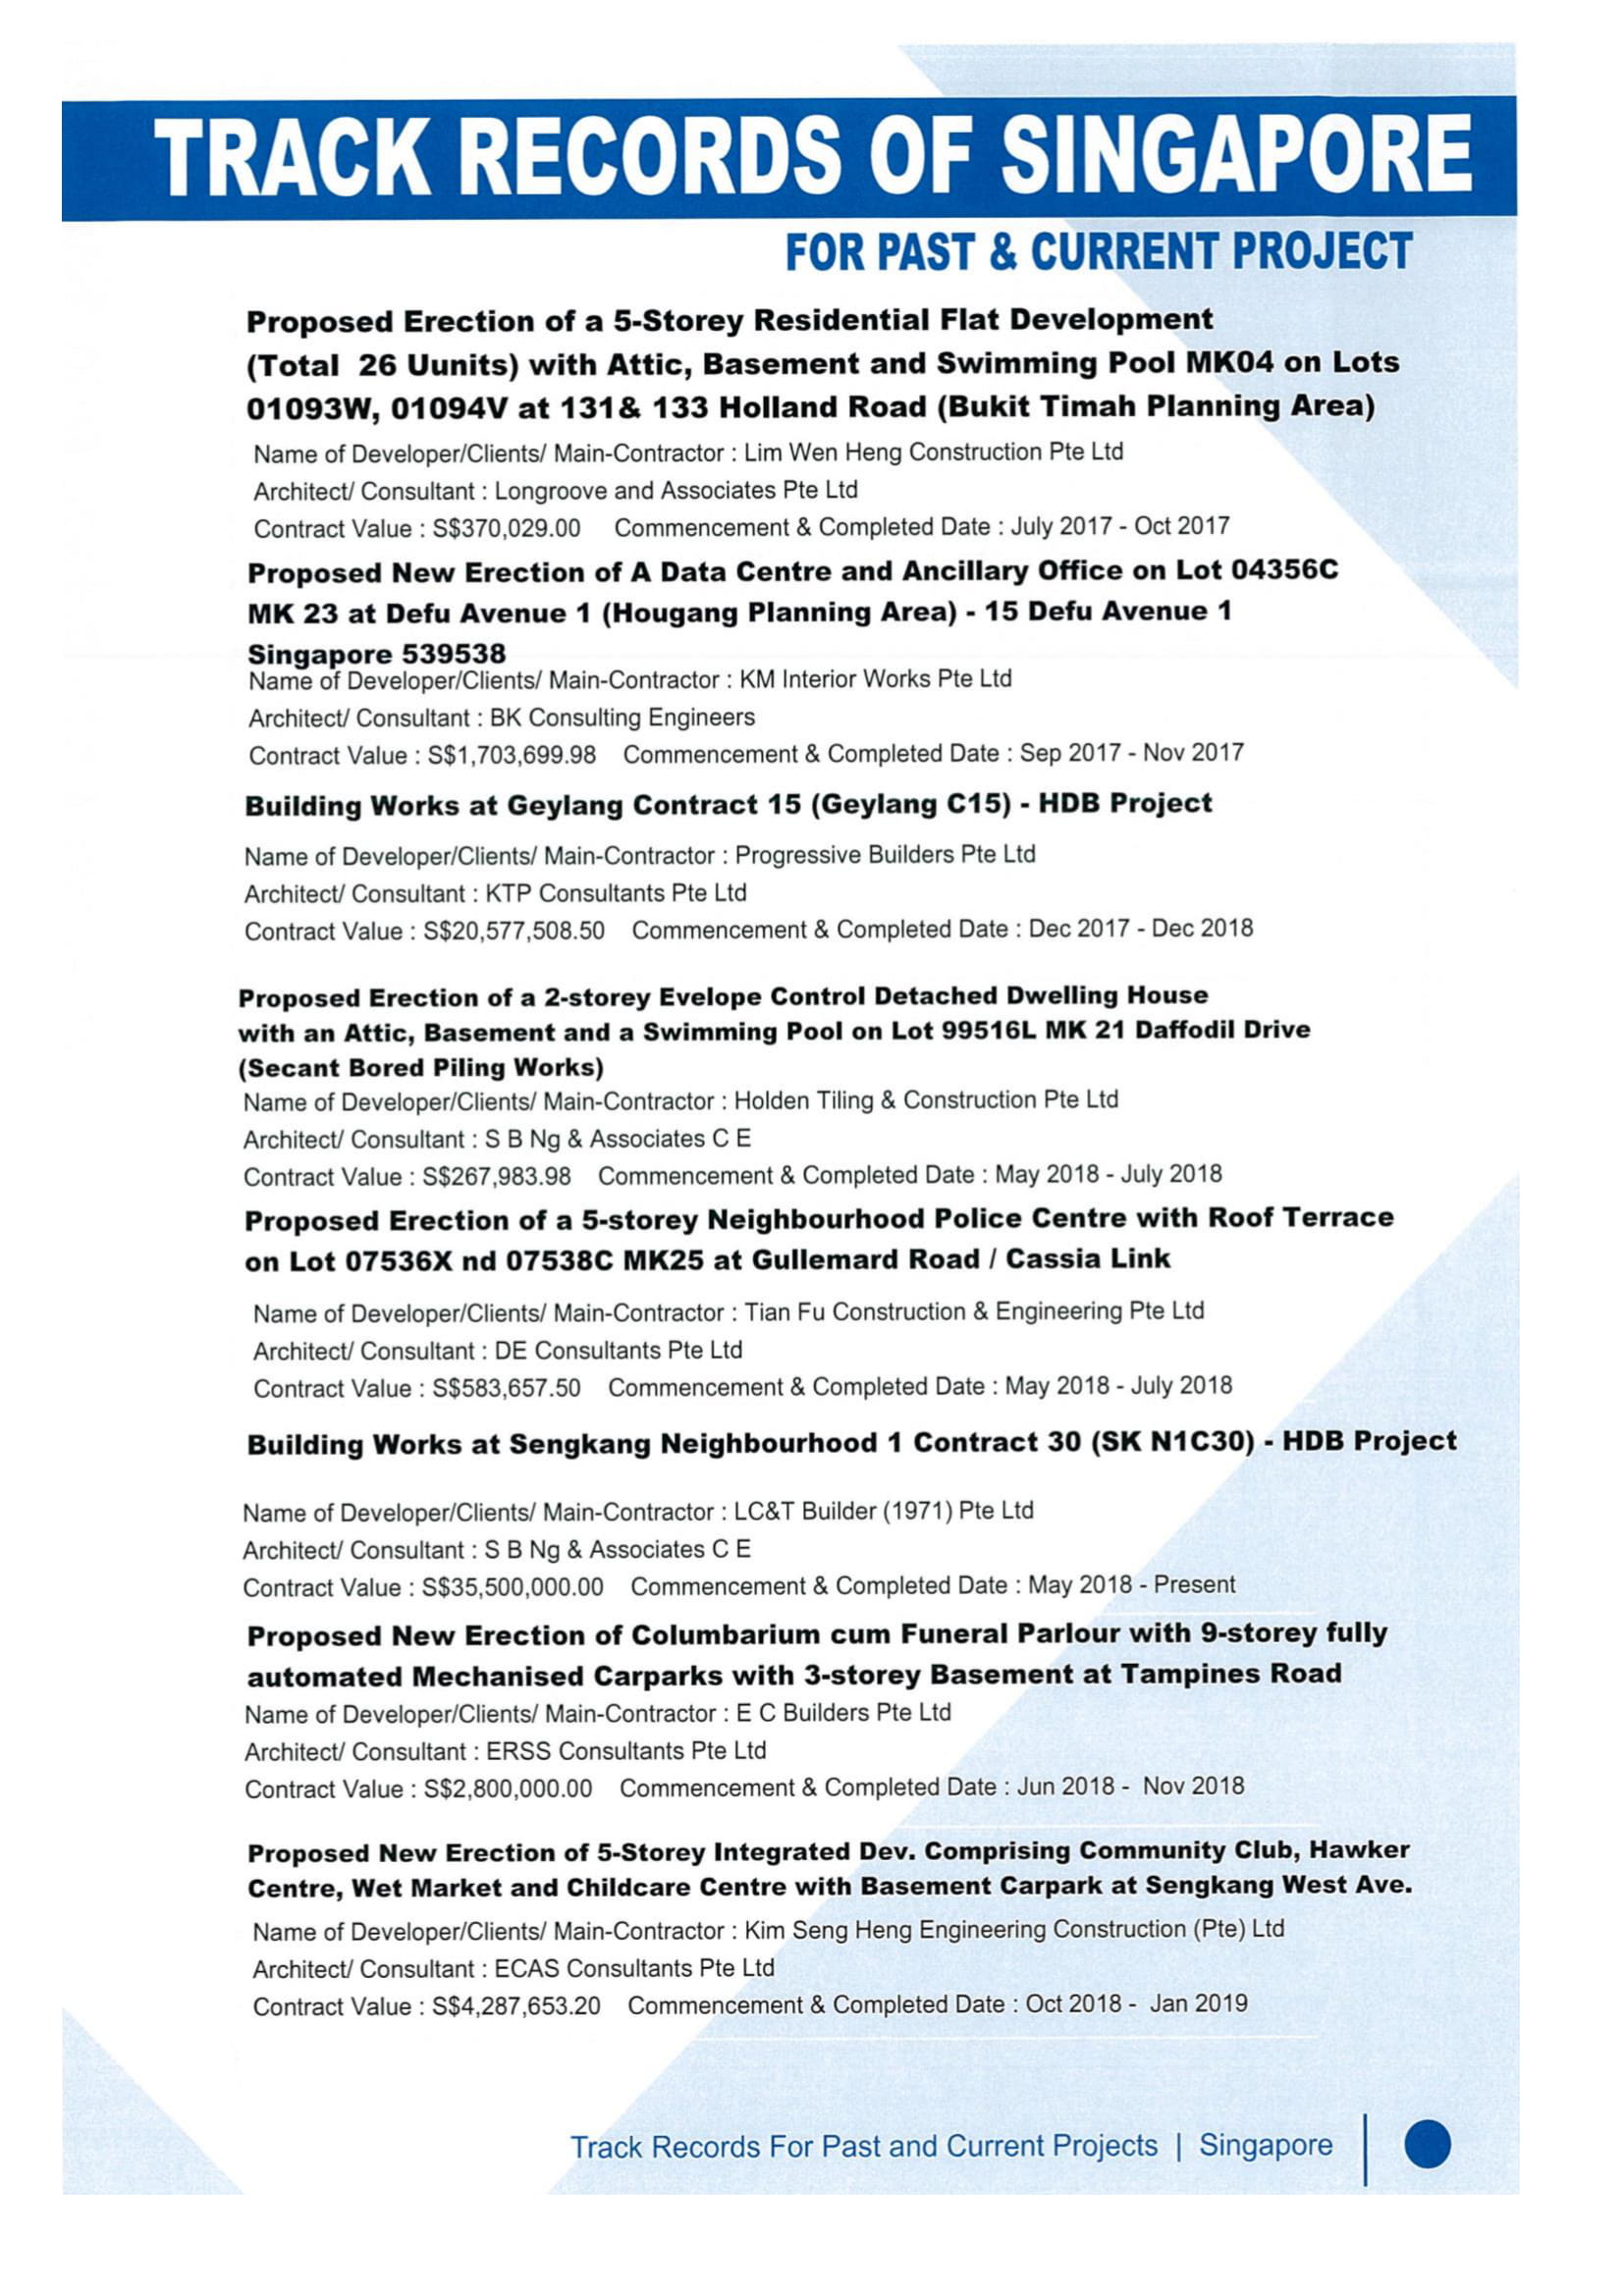 TRACK RECORDS OF SINGAPORE
FOR PAST & CURRENT PROJECT
Proposed Erection of a 5-Storey Residential Flat Development
(Total 26 Uunits) with Attic, Basement and Swimming Pool MK04 on Lots
01093W, 01094V at 131& 133 Holland Road (Bukit Timah Planning Area)
Name of Developer/Clients/ Main-Contractor : Lim Wen Heng Construction Pte Ltd
Architect/ Consultant : Longroove and Associates Pte Ltd
Contract Value : S$370,029.00 Commencement & Completed Date : July 2017 - Oct 2017
Proposed New Erection of A Data Centre and Ancillary Office on Lot 04356C
MK 23 at Defu Avenue 1 (Hougang Planning Area) - 15 Defu Avenue 1
Singapore 539538
Name of Developer/Clients/ Main-Contractor : KM Interior Works Pte Ltd
Architect/ Consultant : BK Consulting Engineers
Contract Value : S$1,703,699.98 Commencement & Completed Date : Sep 2017 - Nov 2017
Building Works at Geylang Contract 15 (Geylang C15) - HDB Project
Name of Developer/Clients/ Main-Contractor : Progressive Builders Pte Ltd
Architect/ Consultant : KTP Consultants Pte Ltd
Contract Value : S$20,577,508.50 Commencement & Completed Date : Dec 2017 - Dec 2018
Proposed Erection of a 2-storey Evelope Control Detached Dwelling House
with an Attic, Basement and a Swimming Pool on Lot 99516L MK 21 Daffodil Drive
(Secant Bored Piling Works)
Name of Developer/Clients/ Main-Contractor : Holden Tiling & Construction Pte Ltd
Architect/ Consultant : S B Ng & Associates C E
Contract Value : S$267,983.98 Commencement & Completed Date : May 2018 - July 2018
Proposed Erection of a 5-storey Neighbourhood Police Centre with Roof Terrace
on Lot 07536X nd 07538C MK25 at Gullemard Road / Cassia Link
Name of Developer/Clients/ Main-Contractor : Tian Fu Construction & Engineering Pte Ltd
Architect/ Consultant : DE Consultants Pte Ltd
Contract Value : S$583,657.50 Commencement & Completed Date : May 2018 - July 2018
Building Works at Sengkang Neighbourhood 1 Contract 30 (SK N1C30) - HDB Project
Name of Developer/Clients/ Main-Contractor : LC&T Builder (1971) Pte Ltd
Architect/ Consultant : S B Ng & Associates C E
Contract Value : S$35,500,000.00 Commencement & Completed Date : May 2018 - Present
Proposed New Erection of Columbarium cum Funeral Parlour with 9-storey fully
automated Mechanised Carparks with 3-storey Basement at Tampines Road
Name of Developer/Clients/ Main-Contractor : E C Builders Pte Ltd
Architect/ Consultant : ERSS Consultants Pte Ltd
Contract Value : S$2,800,000.00 Commencement & Completed Date : Jun 2018 - Nov 2018
Proposed New Erection of 5-Storey Integrated Dev. Comprising Community Club, Hawker
Centre, Wet Market and Childcare Centre with Basement Carpark at Sengkang West Ave.
Name of Developer/Clients/ Main-Contractor : Kim Seng Heng Engineering Construction (Pte) Ltd
Architect/ Consultant : ECAS Consultants Pte Ltd
Contract Value : S$4,287,653.20 Commencement & Completed Date : Oct 2018 - Jan 2019
Track Records For Past and Current Projects | Singapore